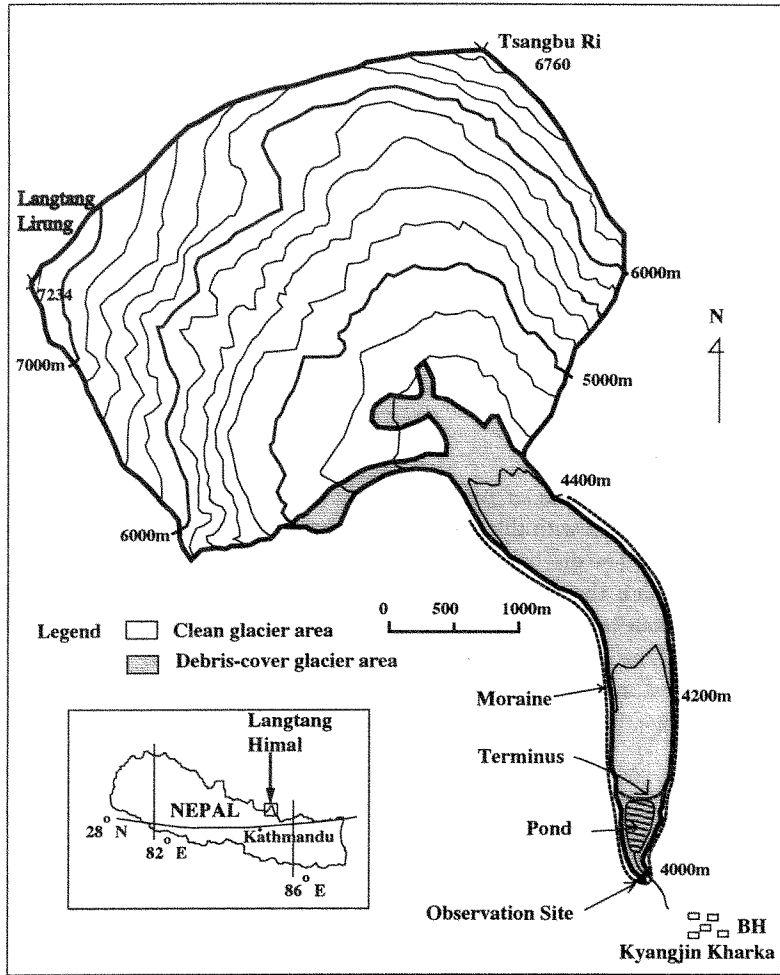 Tsangbu Ri
6760
Langtang
Lirung
7234
6000m
N
7000m
5000m
4400m
6000m
0 500 1000m
Legend
Clean glacier area
Debris-cover glacier area
Moraine
4200m
Langtang
Himal
Terminus
NEPAL
Kathmandu
28° N
82° E
86° E
Pond
4000m
Observation Site
BH
Kyangjin Kharka